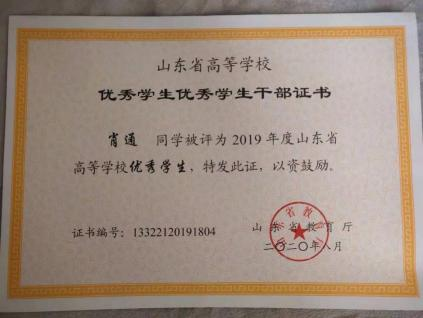 山东省高等学校
优秀学生优秀学生干部证书
肖通 同学被评为2019年度山东省
高等学校优秀学生，特发此证，以资鼓励。
证书编号：13322120191804
山东省教育厅
二〇二〇年八月